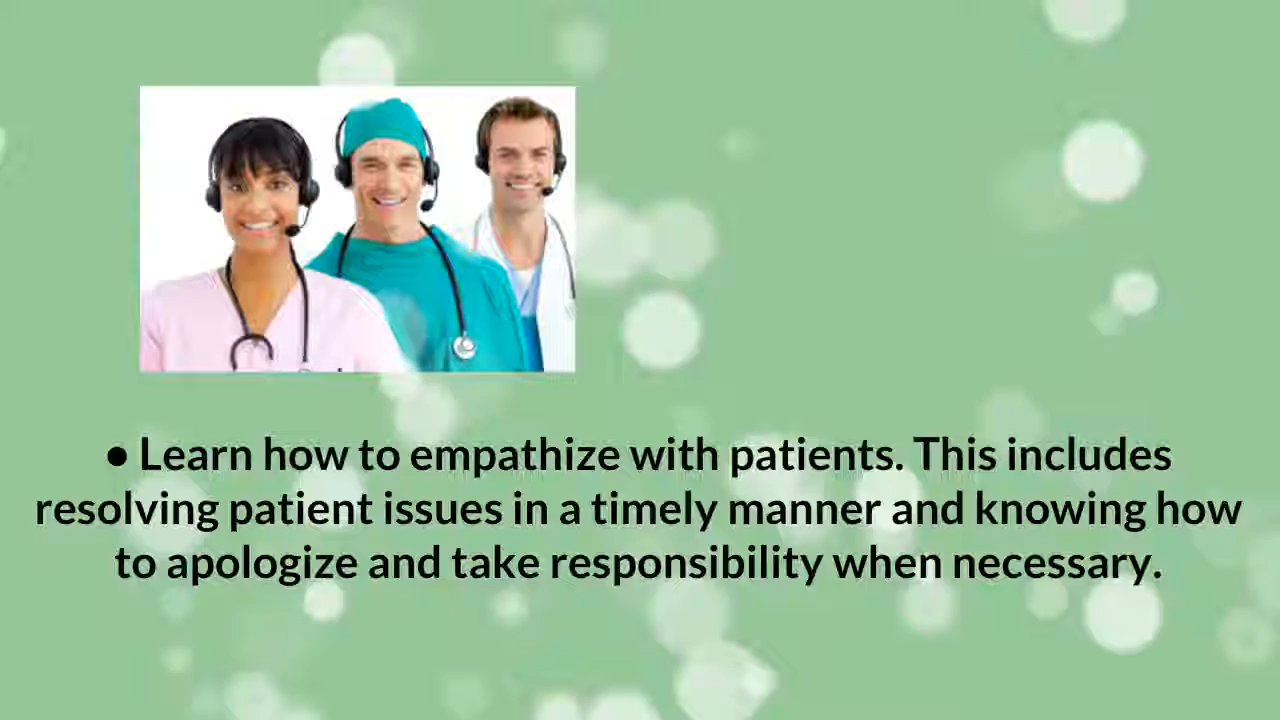 • Learn how to empathize with patients. This includes
resolving patient issues in a timely manner and knowing how
to apologize and take responsibility when necessary.